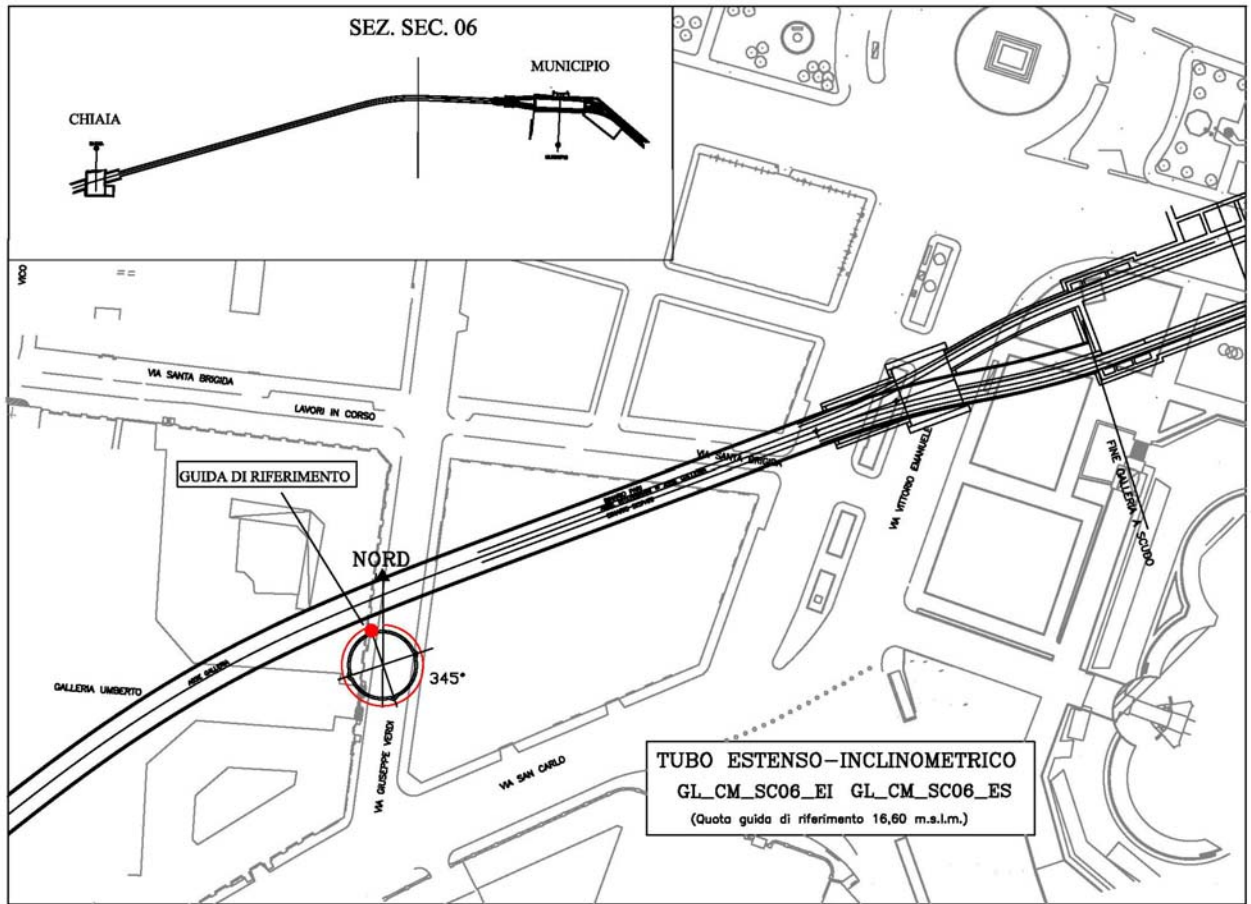 SEZ. SEC. 06
MUNICIPIO
CHIAIA
VICO
VIA SANTA BRIGIDA
LAVORI IN CORSO
GUIDA DI RIFERIMENTO
VIA SANTA BRIGIDA
VIA VITTORIO EMANUELE
FINE GALLERIA A SCUDO
NORD
345°
GALLERIA UMBERTO
ASSE GALLERIA
VIA GIUSEPPE VERDI
VIA SAN CARLO
TUBO ESTENSO-INCLINOMETRICO
GL_CM_SC06_EI GL_CM_SC06_ES
(Quota guida di riferimento 16,60 m.s.l.m.)